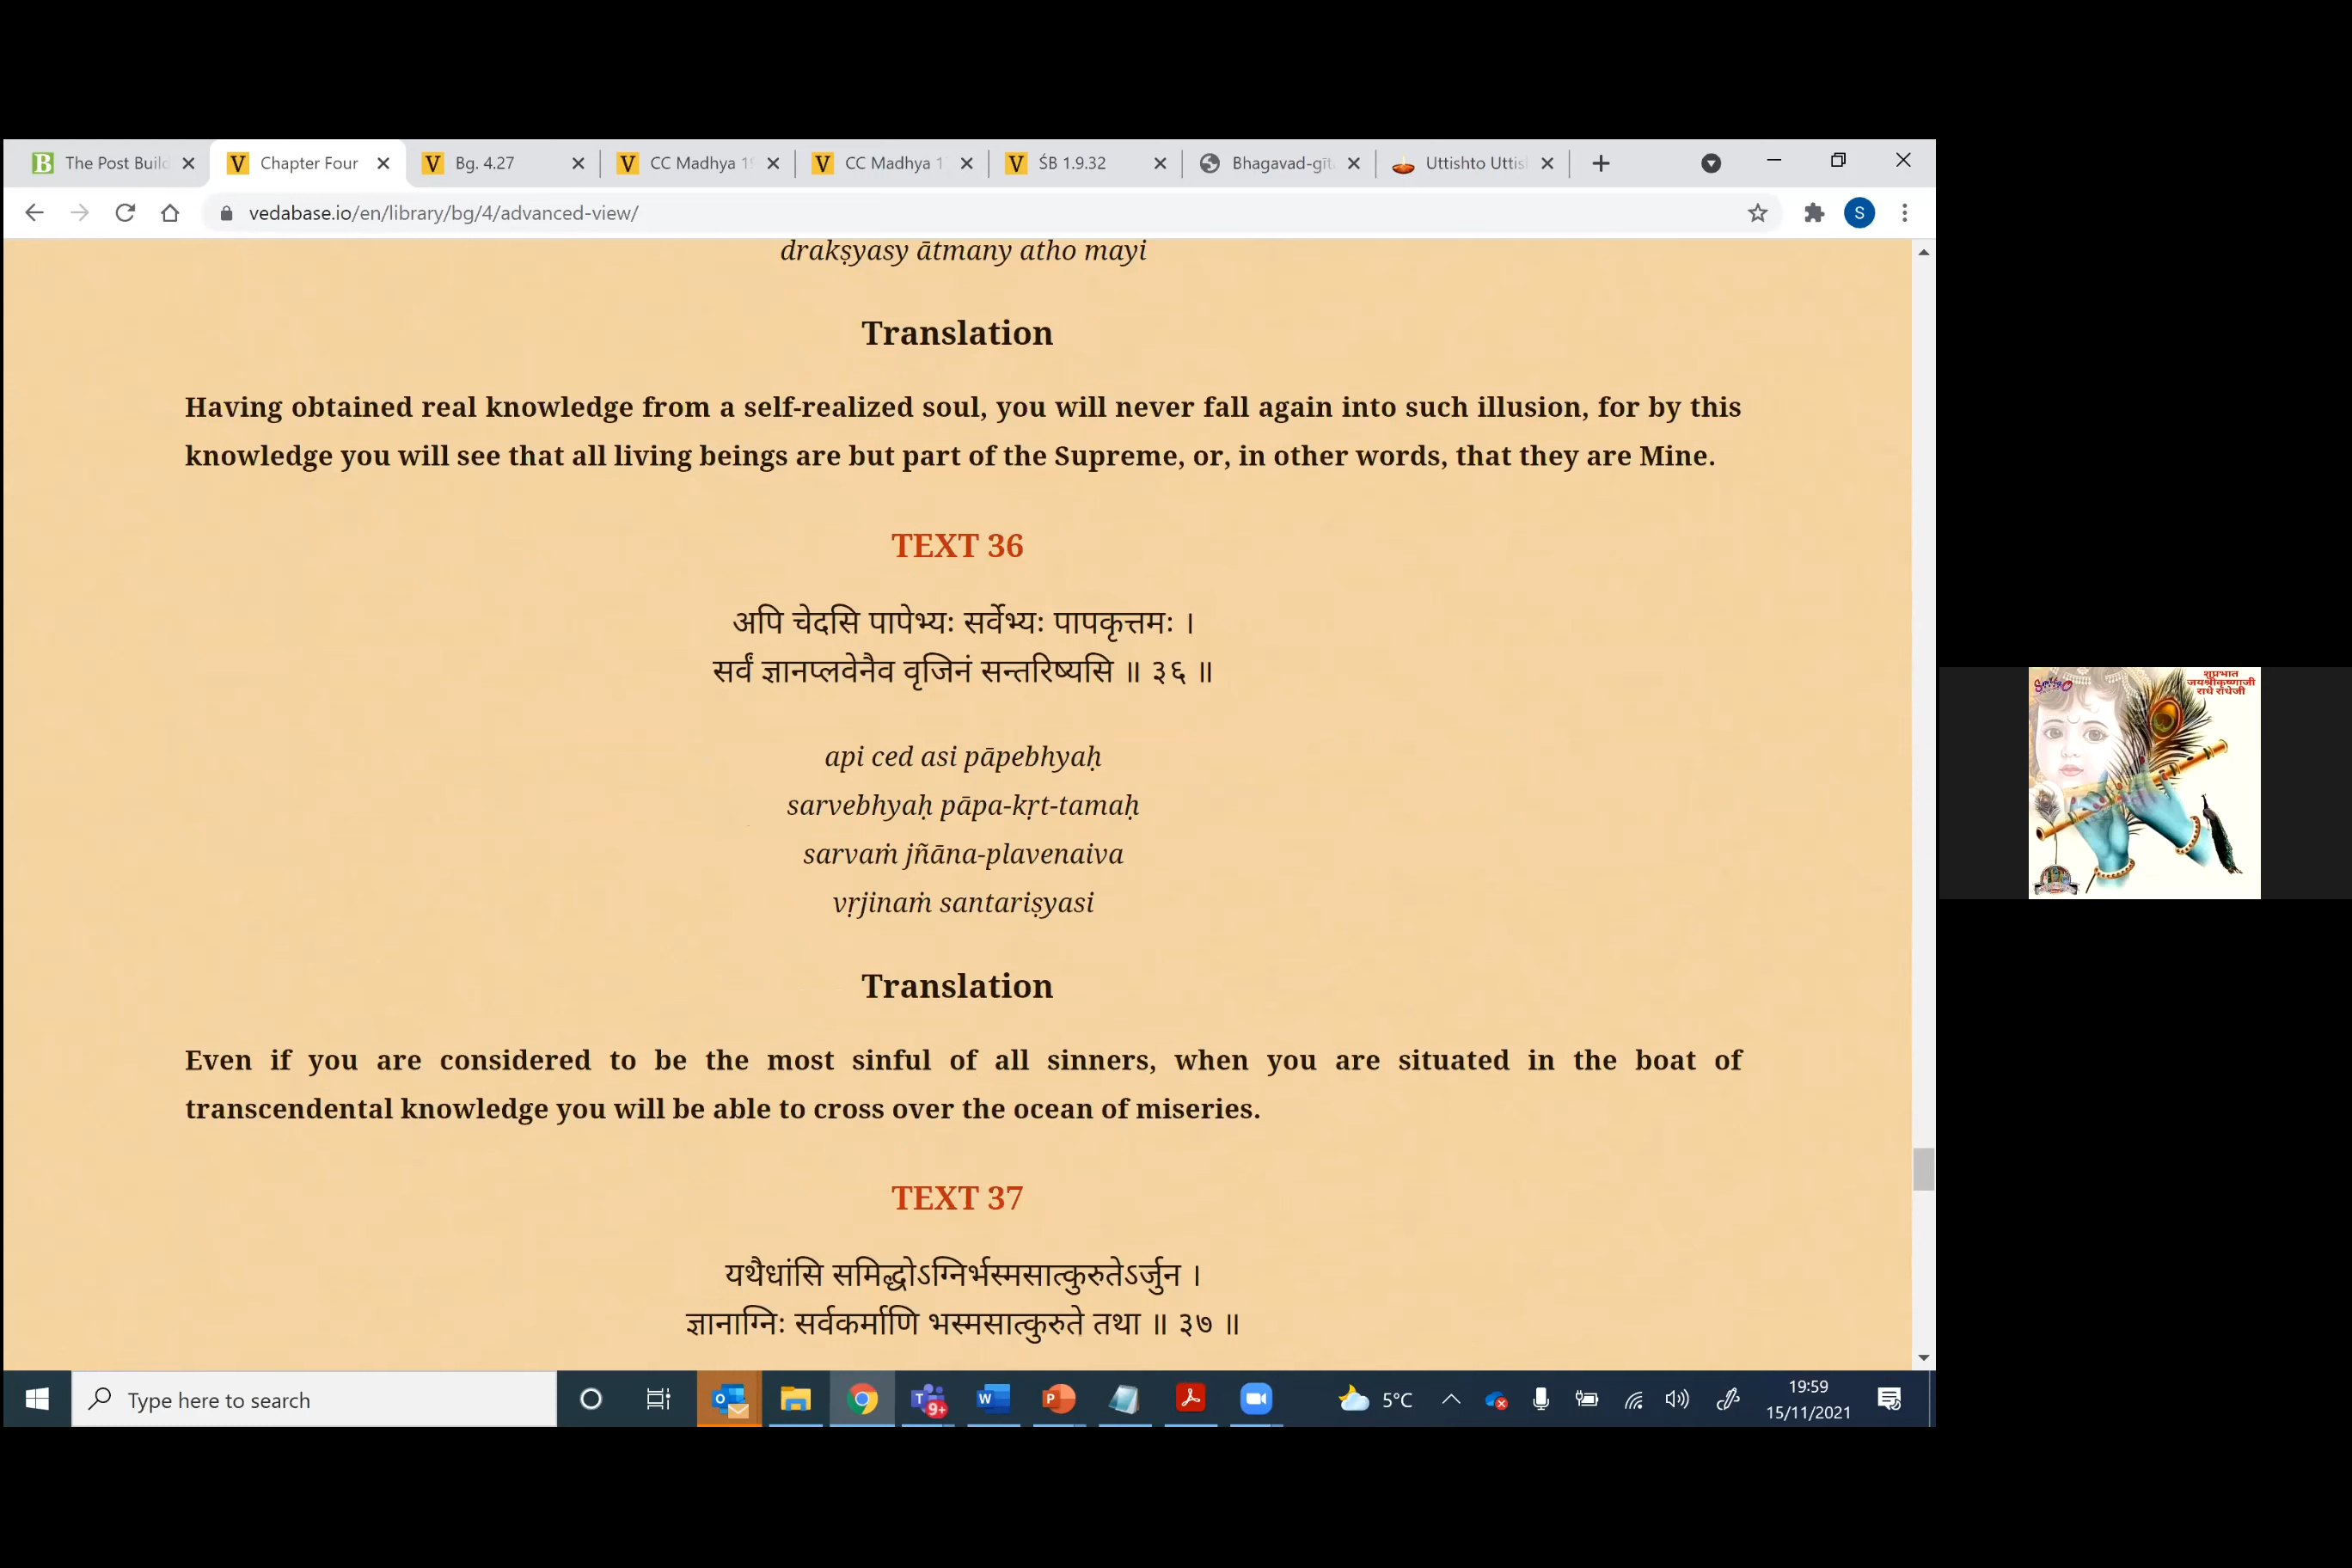 The Post Build
Chapter Four
Bg. 4.27
CC Madhya 1
CC Madhya 1
ŚB 1.9.32
Bhagavad-gīt
Uttishto Uttis
vedabase.io/en/library/bg/4/advanced-view/
S
drakṣyasy ātmany atho mayi
Translation
Having obtained real knowledge from a self-realized soul, you will never fall again into such illusion, for by this
knowledge you will see that all living beings are but part of the Supreme, or, in other words, that they are Mine.
TEXT 36
अपि चेदसि पापेभ्यः सर्वेभ्यः पापकृत्तमः ।
सर्वं ज्ञानप्लवेनैव वृजिनं सन्तरिष्यसि ॥ ३६ ॥
api ced asi pāpebhyaḥ
sarvebhyaḥ pāpa-kṛt-tamaḥ
sarvaṁ jñāna-plavenaiva
vṛjinaṁ santariṣyasi
Translation
Even if you are considered to be the most sinful of all sinners, when you are situated in the boat of
transcendental knowledge you will be able to cross over the ocean of miseries.
TEXT 37
यथैधांसि समिद्धोऽग्निर्भस्मसात्कुरुतेऽर्जुन ।
ज्ञानाग्निः सर्वकर्माणि भस्मसात्कुरुते तथा ॥ ३७ ॥
शुप्रभात
जयश्रीकृष्णाजी
राधे राधेजी
Type here to search
9+
5°C
19:59
15/11/2021